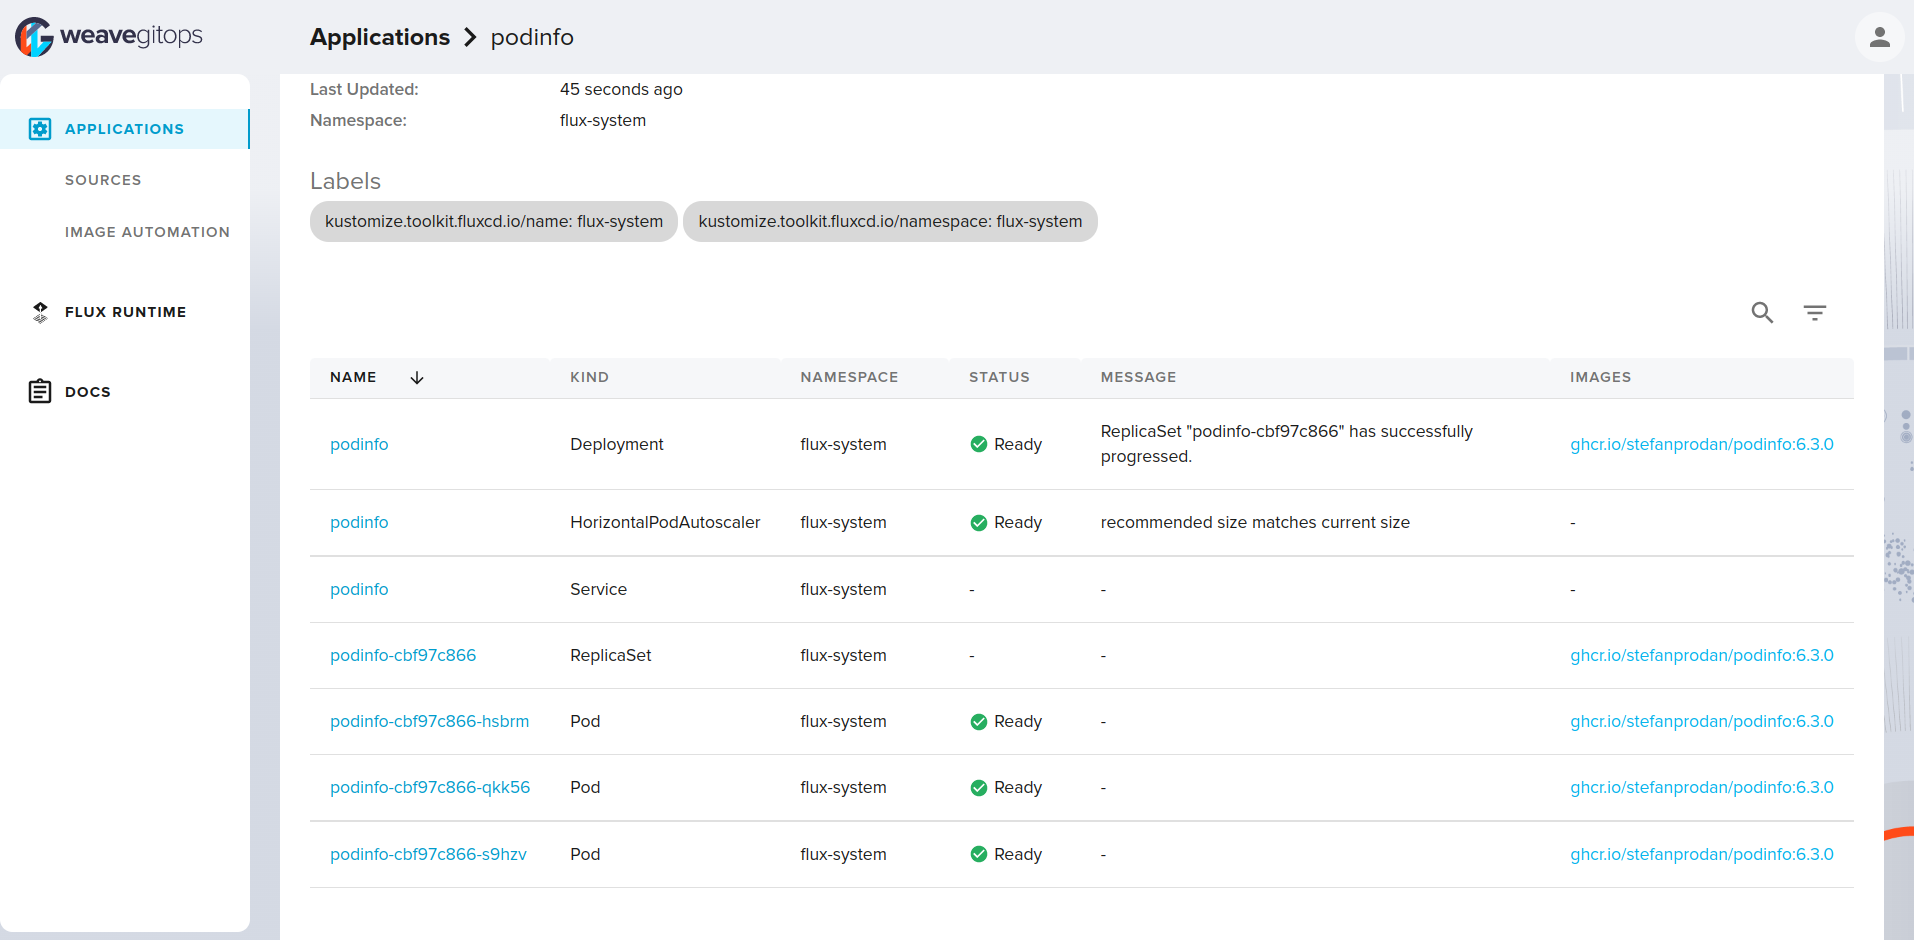 weavegitops
Applications > podinfo
APPLICATIONS
SOURCES
IMAGE AUTOMATION
FLUX RUNTIME
DOCS
Last Updated: 45 seconds ago
Namespace: flux-system
Labels
kustomize.toolkit.fluxcd.io/name: flux-system kustomize.toolkit.fluxcd.io/namespace: flux-system
NAME KIND NAMESPACE STATUS MESSAGE IMAGES
podinfo Deployment flux-system Ready ReplicaSet "podinfo-cbf97c866" has successfully progressed. ghcr.io/stefanprodan/podinfo:6.3.0
podinfo HorizontalPodAutoscaler flux-system Ready recommended size matches current size -
podinfo Service flux-system - - -
podinfo-cbf97c866 ReplicaSet flux-system - - ghcr.io/stefanprodan/podinfo:6.3.0
podinfo-cbf97c866-hsbrm Pod flux-system Ready - ghcr.io/stefanprodan/podinfo:6.3.0
podinfo-cbf97c866-qkk56 Pod flux-system Ready - ghcr.io/stefanprodan/podinfo:6.3.0
podinfo-cbf97c866-s9hzv Pod flux-system Ready - ghcr.io/stefanprodan/podinfo:6.3.0